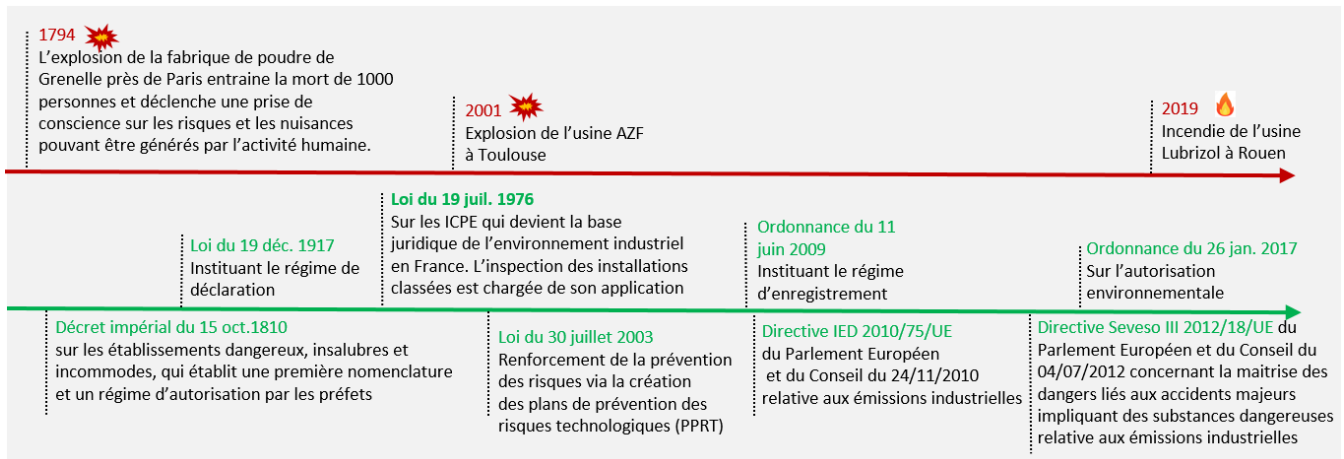 1794
L’explosion de la fabrique de poudre de
Grenelle près de Paris entraine la mort de 1000
personnes et déclenche une prise de
conscience sur les risques et les nuisances
pouvant être générés par l’activité humaine.
2001
Explosion de l’usine AZF
à Toulouse
2019
Incendie de l’usine
Lubrizol à Rouen
Loi du 19 déc. 1917
Instituant le régime de
déclaration
Loi du 19 juil. 1976
Sur les ICPE qui devient la base
juridique de l’environnement industriel
en France. L’inspection des installations
classées est chargée de son application
Ordonnance du 11
juin 2009
Instituant le régime
d’enregistrement
Ordonnance du 26 jan. 2017
Sur l’autorisation
environnementale
Décret impérial du 15 oct.1810
sur les établissements dangereux, insalubres et
incommodes, qui établit une première nomenclature
et un régime d’autorisation par les préfets
Loi du 30 juillet 2003
Renforcement de la prévention
des risques via la création
des plans de prévention des
risques technologiques (PPRT)
Directive IED 2010/75/UE
du Parlement Européen
et du Conseil du 24/11/2010
relative aux émissions industrielles
Directive Seveso III 2012/18/UE du
Parlement Européen et du Conseil du
04/07/2012 concernant la maitrise des
dangers liés aux accidents majeurs
impliquant des substances dangereuses
relative aux émissions industrielles